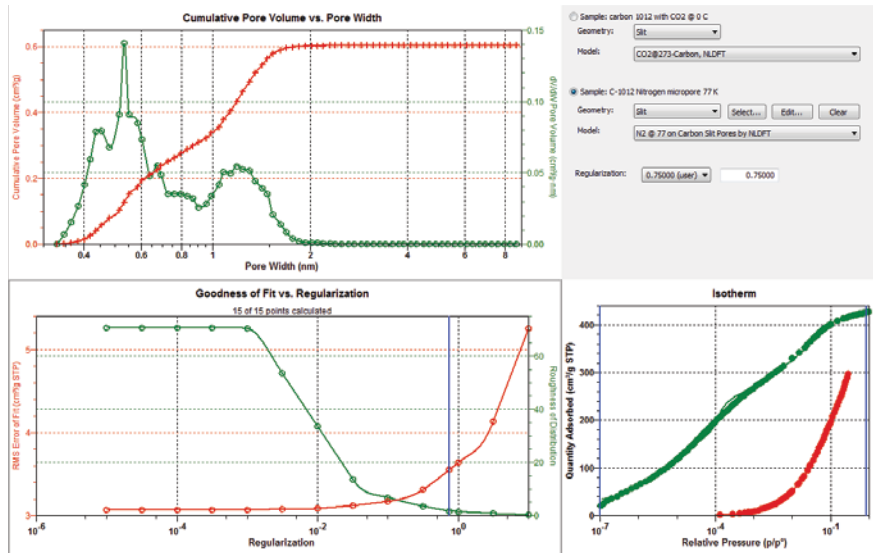 Cumulative Pore Volume vs. Pore Width
Cumulative Pore Volume (cm³/g)
0.6
0.4
0.2
0.0
0.15
0.10
0.05
0.00
dV/dW Pore Volume (cm³/g·nm)
0.4 0.6 0.8 1 2 4 6 8
Pore Width (nm)
Sample: carbon 1012 with CO2 @ 0 C
Geometry: Slit
Model:
CO2@273-Carbon, NLDFT
Sample: C-1012 Nitrogen micropore 77 K
Geometry: Slit Select... Edit... Clear
Model:
N2 @ 77 on Carbon Slit Pores by NLDFT
Regularization: 0.75000 (user) 0.75000
Goodness of Fit vs. Regularization
15 of 15 points calculated
RMS Error of Fit (cm³/g STP)
5
4
3
60
40
20
0
Roughness of Distribution
10-5 10-4 10-2 100
Regularization
Isotherm
Quantity Adsorbed (cm³/g STP)
400
300
200
100
0
10-7 10-4 10-1
Relative Pressure (p/p°)